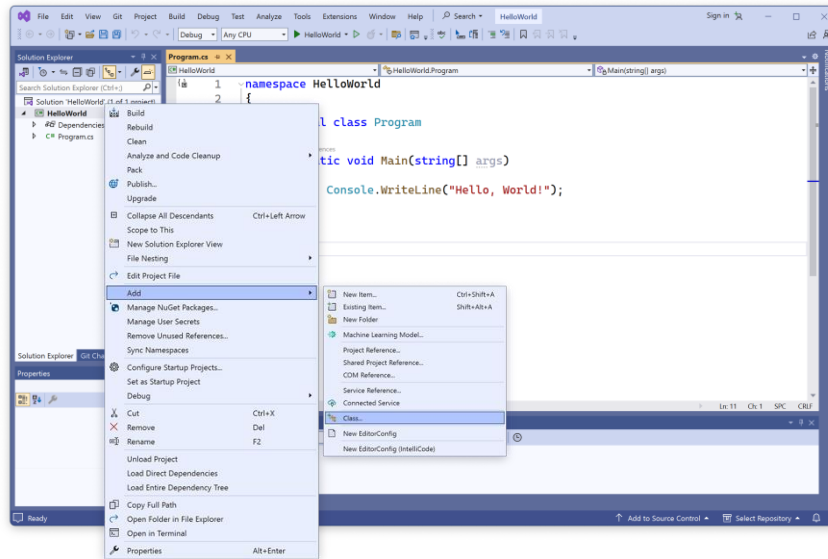 File Edit View Git Project Build Debug Test Analyze Tools Extensions Window Help Search HelloWorld Sign in
Debug Any CPU HelloWorld
Solution Explorer
Search Solution Explorer (Ctrl+;)
Solution 'HelloWorld' (1 of 1 project)
HelloWorld
Dependencies
C# Program.cs
Program.cs
HelloWorld HelloWorld.Program Main(string[] args)
1 namespace HelloWorld
2 {
l class Program
ences
tic void Main(string[] args)
Console.WriteLine("Hello, World!");
Build
Rebuild
Clean
Analyze and Code Cleanup
Pack
Publish...
Upgrade
Collapse All Descendants Ctrl+Left Arrow
Scope to This
New Solution Explorer View
File Nesting
Edit Project File
Add
Manage NuGet Packages...
Manage User Secrets
Remove Unused References...
Sync Namespaces
Configure Startup Projects...
Set as Startup Project
Debug
Cut Ctrl+X
Remove Del
Rename F2
Unload Project
Load Direct Dependencies
Load Entire Dependency Tree
Copy Full Path
Open Folder in File Explorer
Open in Terminal
Properties Alt+Enter
New Item... Ctrl+Shift+A
Existing Item... Shift+Alt+A
New Folder
Machine Learning Model...
Project Reference...
Shared Project Reference...
COM Reference...
Service Reference...
Connected Service
Class...
New EditorConfig
New EditorConfig (IntelliCode)
Solution Explorer Git Cha
Properties
Ln: 11 Ch: 1 SPC CRLF
Ready Add to Source Control Select Repository